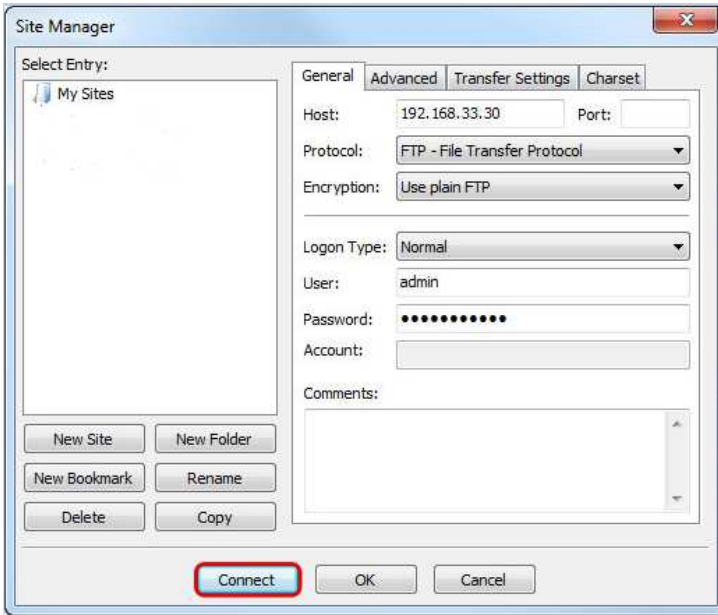 Site Manager
Select Entry:
My Sites
New Site New Folder
New Bookmark Rename
Delete Copy
General Advanced Transfer Settings Charset
Host: 192.168.33.30 Port:
Protocol: FTP - File Transfer Protocol
Encryption: Use plain FTP
Logon Type: Normal
User: admin
Password: •••••••••••
Account:
Comments:
Connect OK Cancel